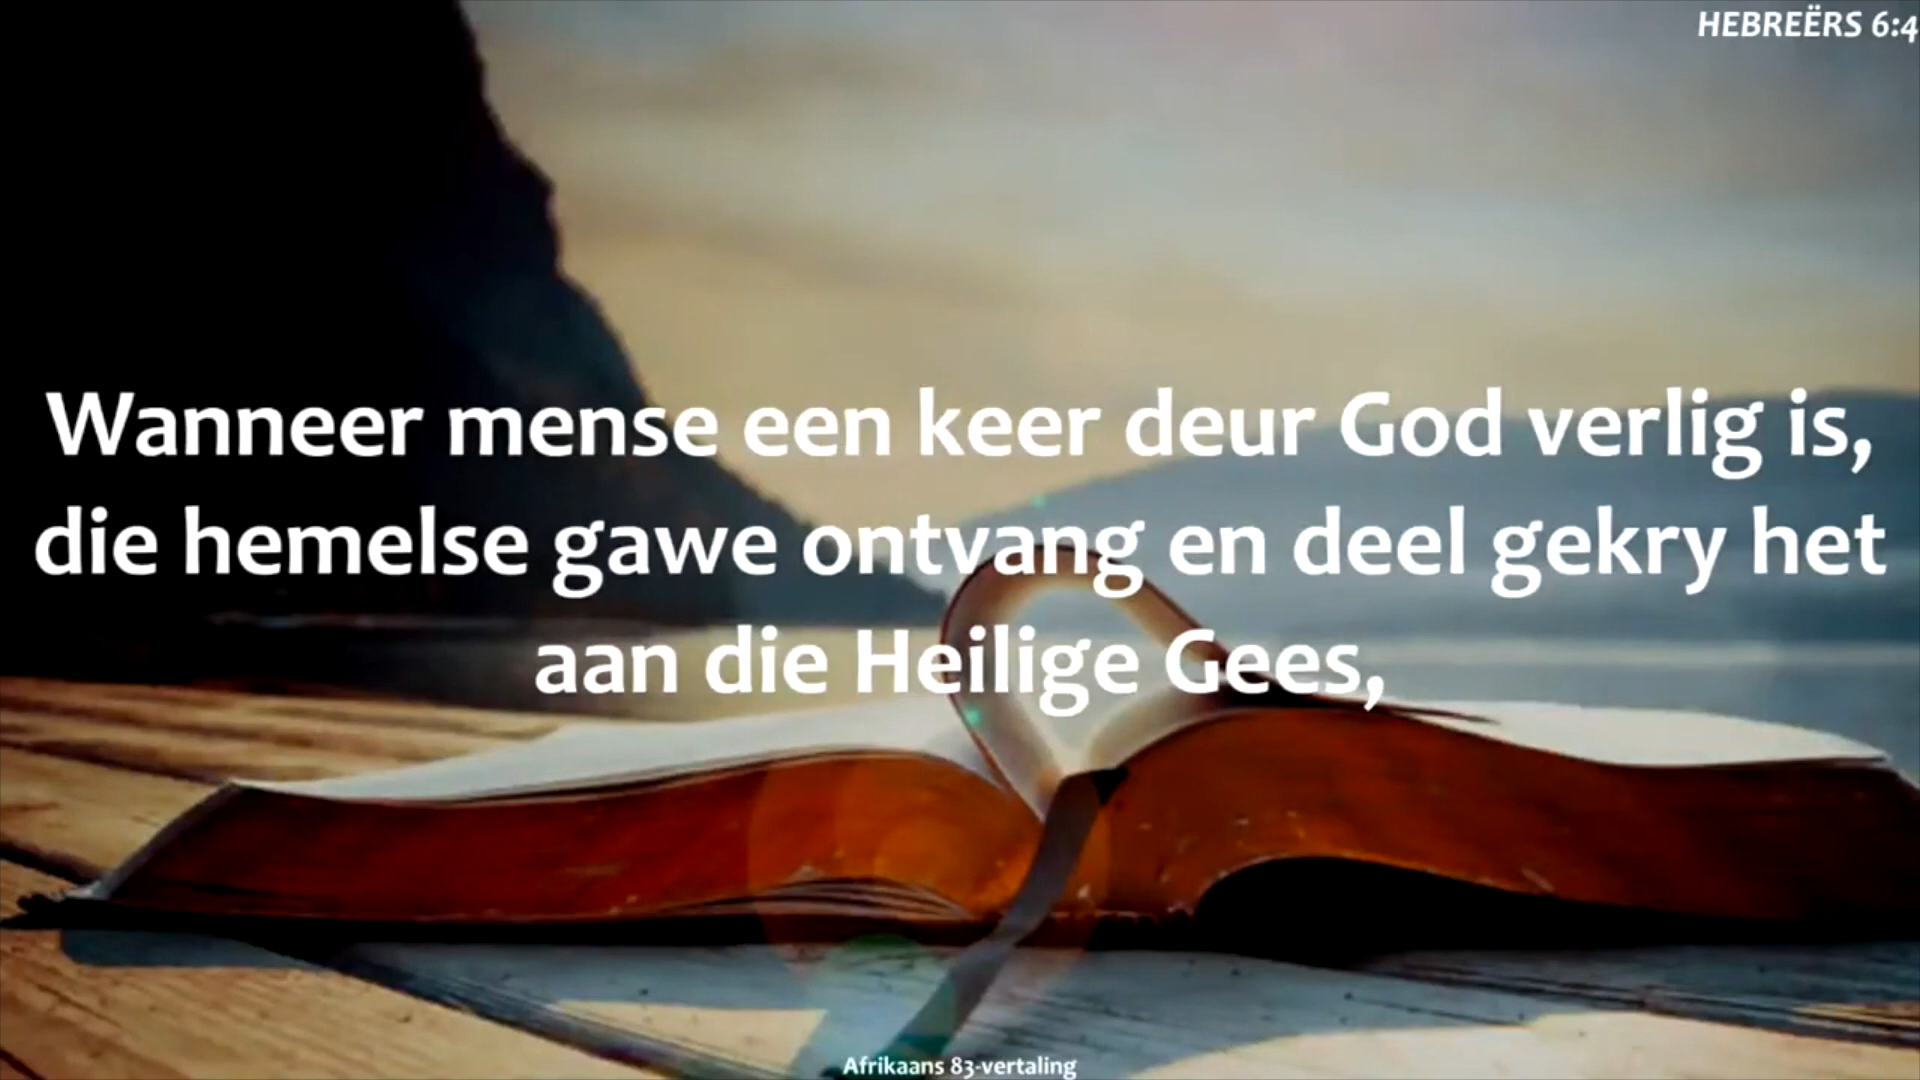 HEBREËRS 6:4
Wanneer mense een keer deur God verlig is,
die hemelse gawe ontvang en deel gekry het
aan die Heilige Gees,
Afrikaans 83-vertaling